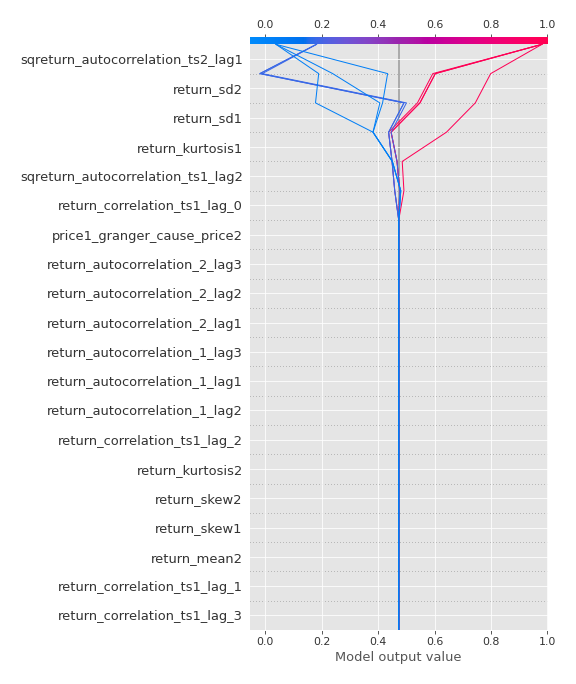 0.0 0.2 0.4 0.6 0.8 1.0
sqreturn_autocorrelation_ts2_lag1
return_sd2
return_sd1
return_kurtosis1
sqreturn_autocorrelation_ts1_lag2
return_correlation_ts1_lag_0
price1_granger_cause_price2
return_autocorrelation_2_lag3
return_autocorrelation_2_lag2
return_autocorrelation_2_lag1
return_autocorrelation_1_lag3
return_autocorrelation_1_lag1
return_autocorrelation_1_lag2
return_correlation_ts1_lag_2
return_kurtosis2
return_skew2
return_skew1
return_mean2
return_correlation_ts1_lag_1
return_correlation_ts1_lag_3
0.0 0.2 0.4 0.6 0.8 1.0
Model output value